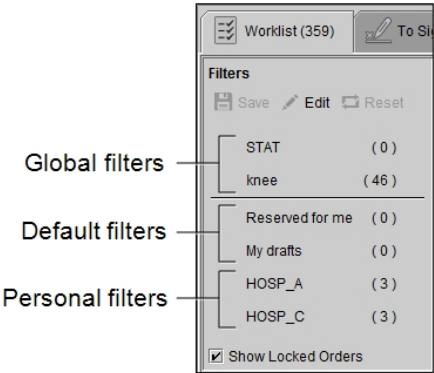 Worklist (359)
To Si
Filters
Save Edit Reset
Global filters
STAT ( 0 )
knee ( 46 )
Default filters
Reserved for me ( 0 )
My drafts ( 0 )
Personal filters
HOSP_A ( 3 )
HOSP_C ( 3 )
Show Locked Orders